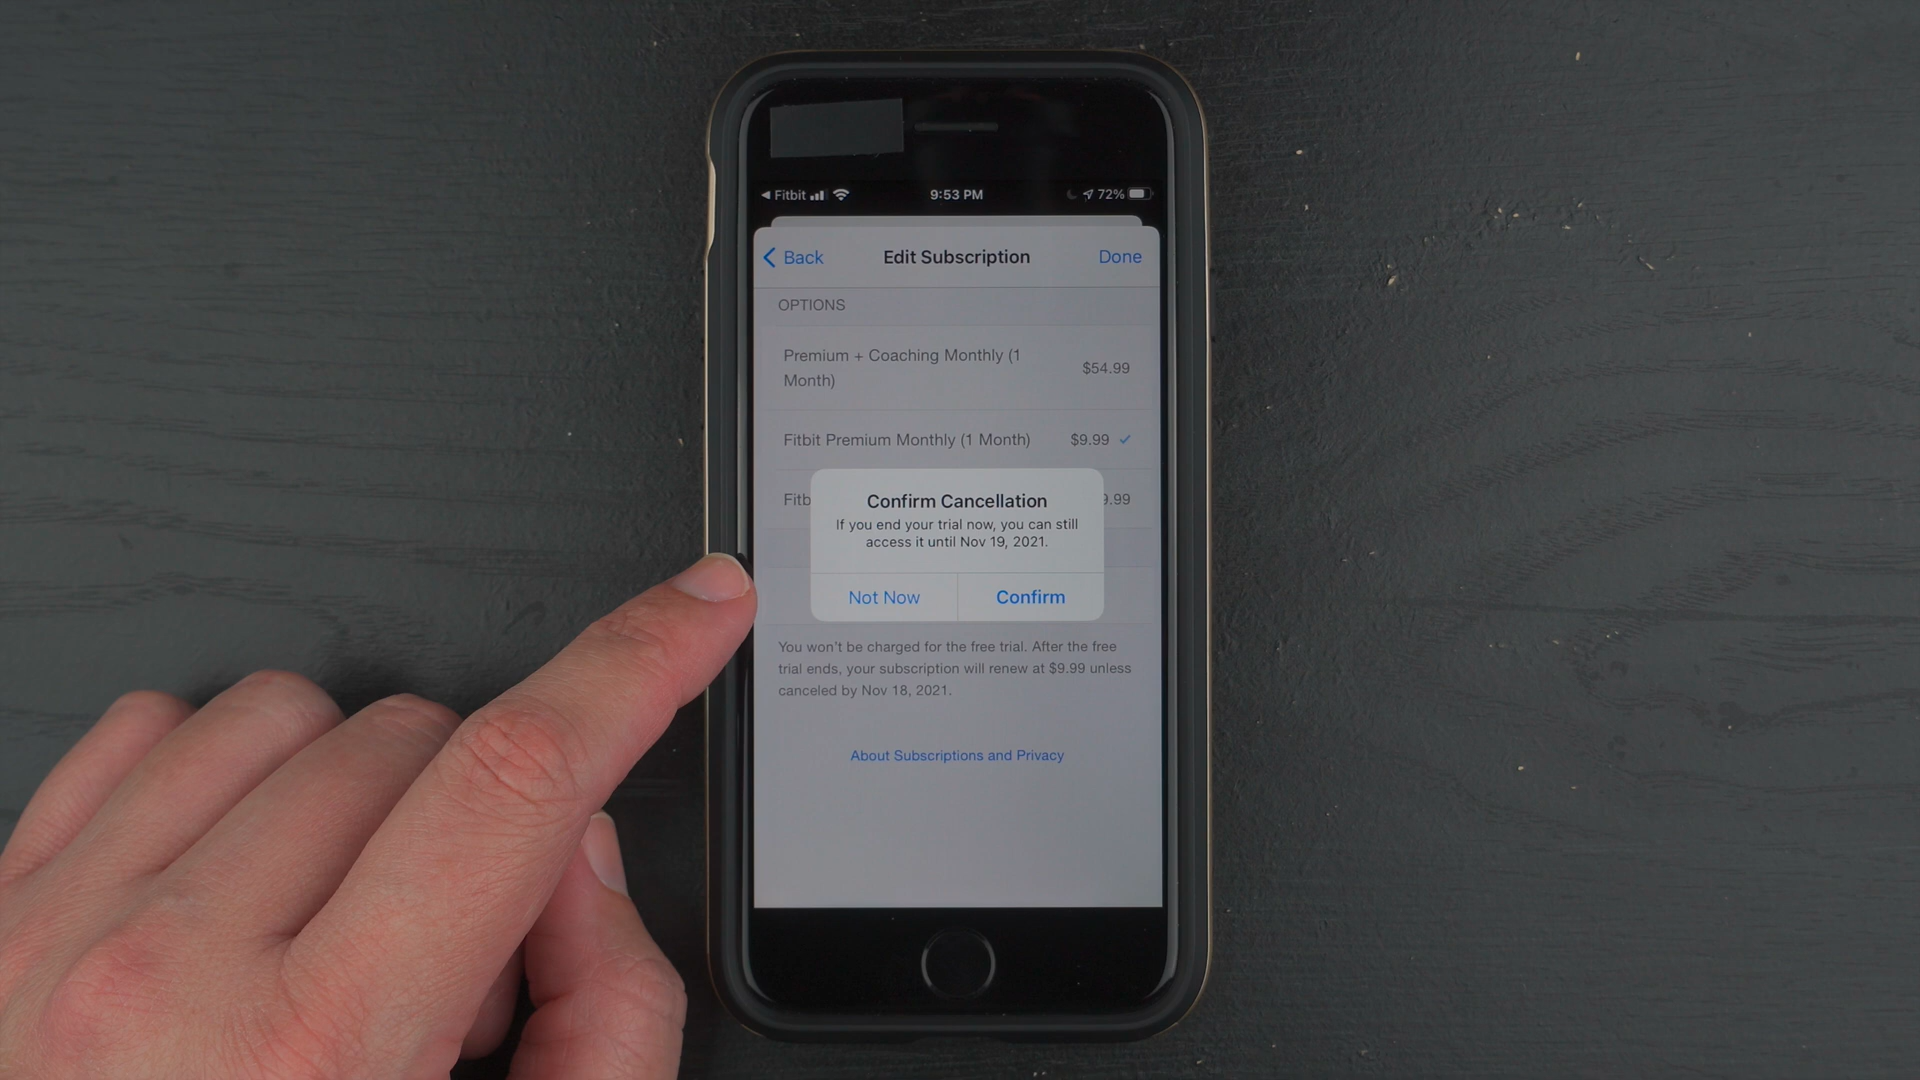 Fitbit
9:53 PM
72%
Back
Edit Subscription
Done
OPTIONS
Premium + Coaching Monthly (1
Month)
$54.99
Fitbit Premium Monthly (1 Month)
$9.99
Confirm Cancellation
If you end your trial now, you can still
access it until Nov 19, 2021.
Not Now
Confirm
You won't be charged for the free trial. After the free
trial ends, your subscription will renew at $9.99 unless
canceled by Nov 18, 2021.
About Subscriptions and Privacy